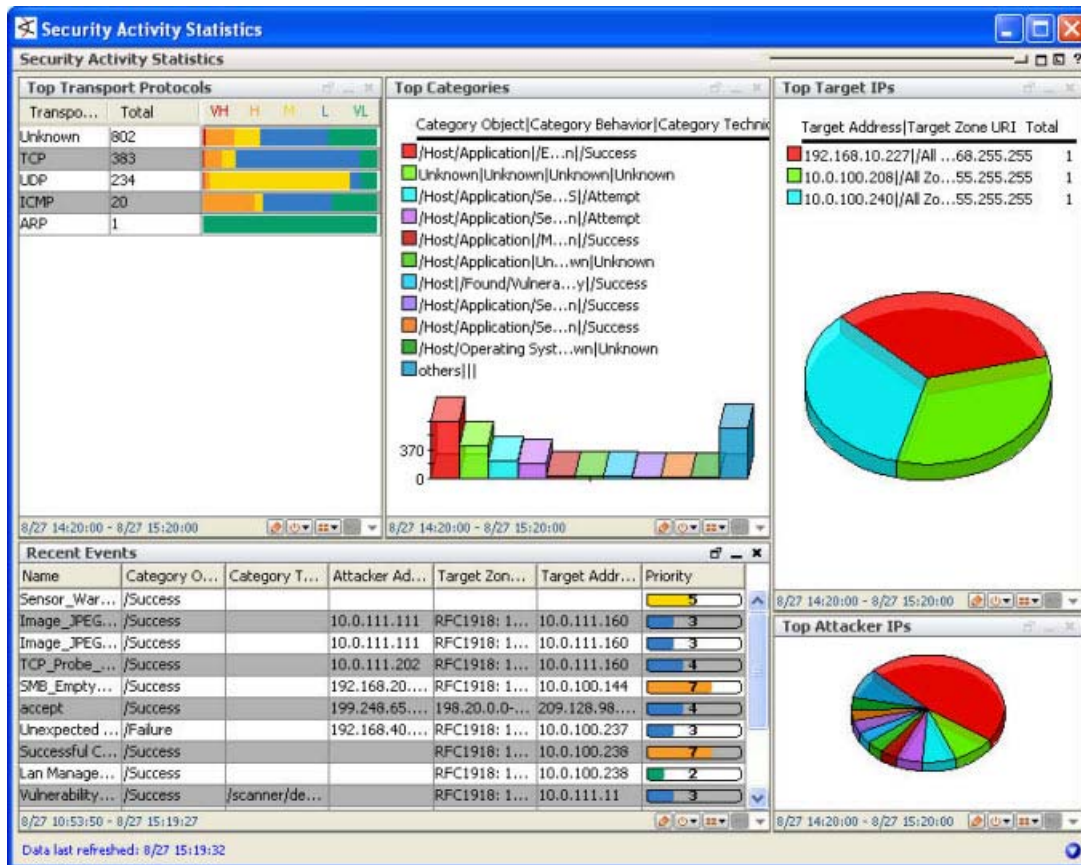 Security Activity Statistics
Security Activity Statistics
Top Transport Protocols
Transpo... Total VH H M L VL
Unknown 802
TCP 383
UDP 234
ICMP 20
ARP 1
8/27 14:20:00 - 8/27 15:20:00
Top Categories
Category Object|Category Behavior|Category Technic
/Host/Application|/E...n|/Success
Unknown|Unknown|Unknown|Unknown
/Host/Application/Se...S|/Attempt
/Host/Application/Se...n|/Attempt
/Host/Application|/M...n|/Success
/Host/Application|Un...wn|Unknown
/Host|/Found/Vulnera...y|/Success
/Host/Application/Se...n|/Success
/Host/Application/Se...n|/Success
/Host/Operating Syst...wn|Unknown
others|||
370
0
8/27 14:20:00 - 8/27 15:20:00
Top Target IPs
Target Address|Target Zone URI Total
192.168.10.227|/All ...68.255.255 1
10.0.100.208|/All Zo...55.255.255 1
10.0.100.240|/All Zo...55.255.255 1
8/27 14:20:00 - 8/27 15:20:00
Recent Events
Name Category O... Category T... Attacker Ad... Target Zon... Target Addr... Priority
Sensor_War... /Success 5
Image_JPEG... /Success 10.0.111.111 RFC1918: 1... 10.0.111.160 3
Image_JPEG... /Success 10.0.111.111 RFC1918: 1... 10.0.111.160 3
TCP_Probe_... /Success 10.0.111.202 RFC1918: 1... 10.0.111.160 4
SMB_Empty... /Success 192.168.20.... RFC1918: 1... 10.0.100.144 7
accept /Success 199.248.65.... 198.20.0.0-... 209.128.98.... 4
Unexpected ... /Failure 192.168.40.... RFC1918: 1... 10.0.100.237 3
Successful C... /Success RFC1918: 1... 10.0.100.238 7
Lan Manage... /Success RFC1918: 1... 10.0.100.238 2
Vulnerability... /Success /scanner/de... RFC1918: 1... 10.0.111.11 3
8/27 10:53:50 - 8/27 15:19:27
Top Attacker IPs
8/27 14:20:00 - 8/27 15:20:00
Data last refreshed: 8/27 15:19:32